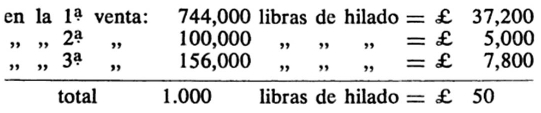 en la 1ª venta: 744,000 libras de hilado = £ 37,200
„ „ 2ª „ 100,000 „ „ „ = £ 5,000
„ „ 3ª „ 156,000 „ „ „ = £ 7,800
total 1.000 libras de hilado = £ 50